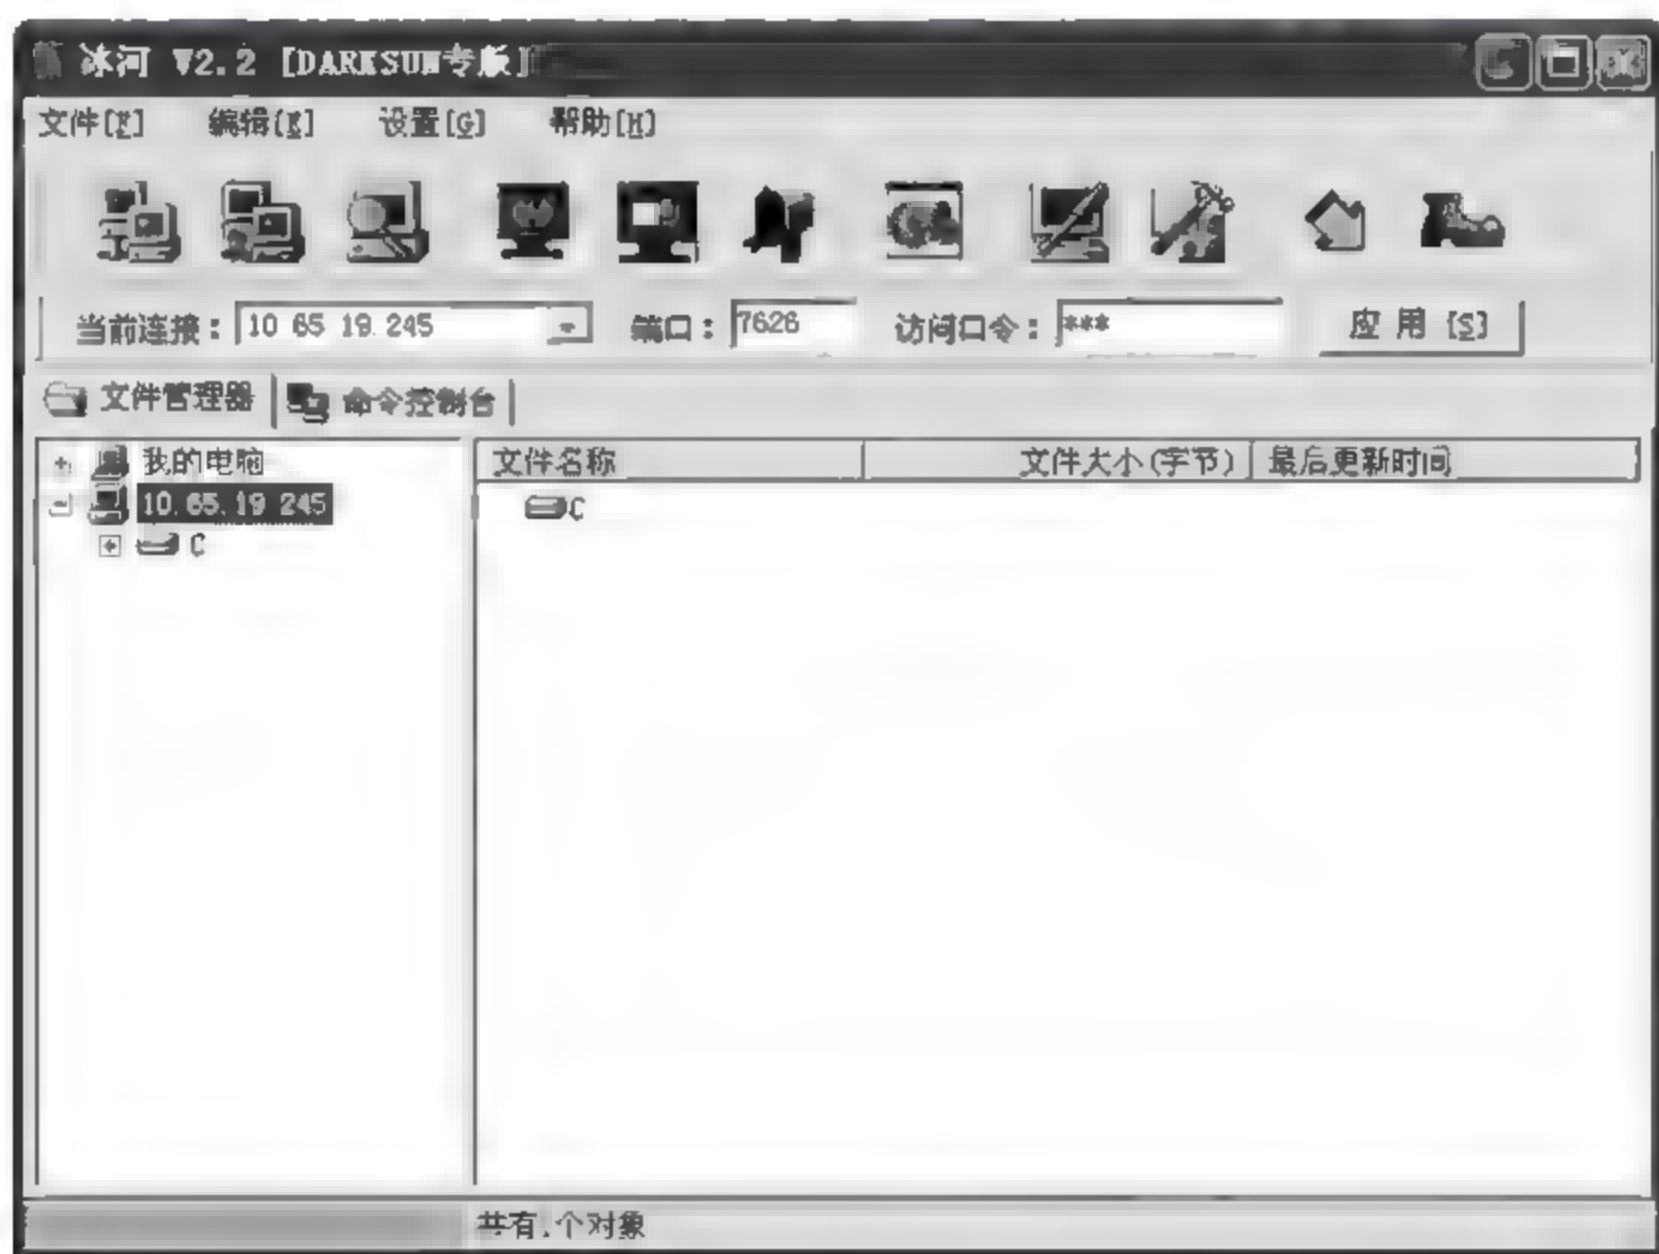 冰河 V2.2 [DARKSUN专版]
文件[F] 编辑[E] 设置[G] 帮助[H]
当前连接： 10 65 19.245 端口： 7626 访问口令： *** 应 用 [S]
文件管理器 命令控制台
我的电脑
10.65.19 245
C
文件名称 文件大小(字节) 最后更新时间
C
共有 个对象